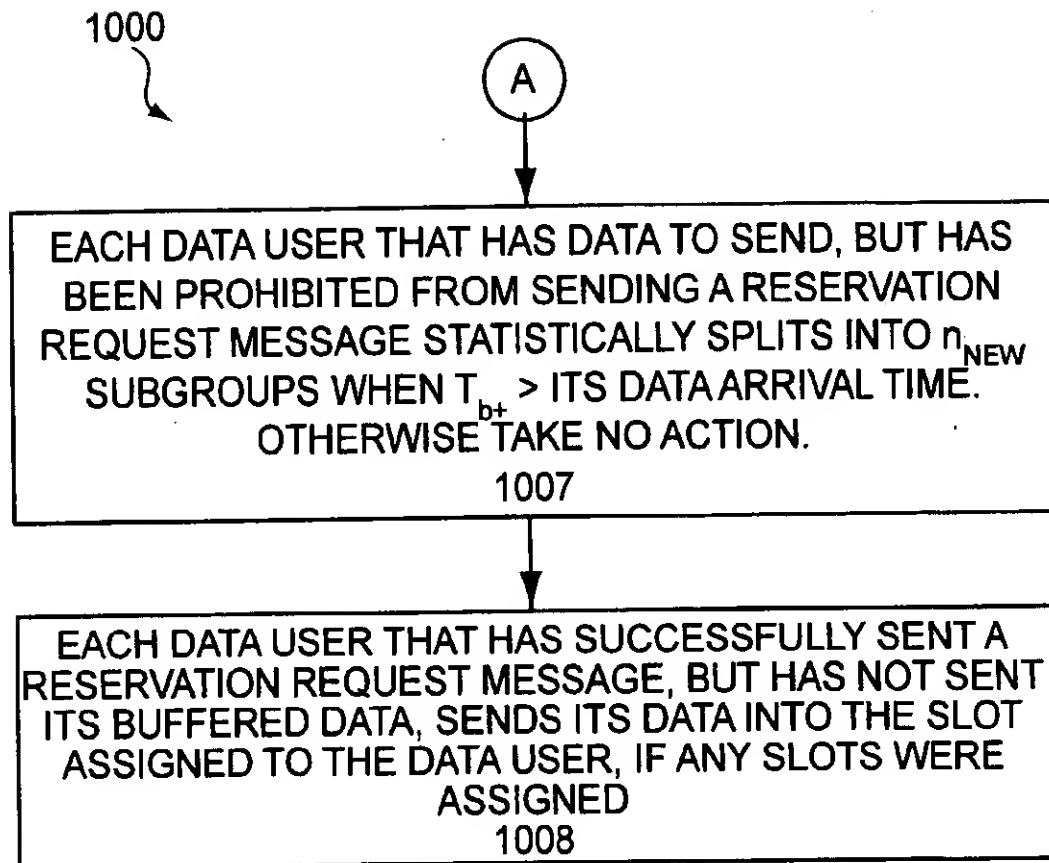 1000
A
EACH DATA USER THAT HAS DATA TO SEND, BUT HAS
BEEN PROHIBITED FROM SENDING A RESERVATION
REQUEST MESSAGE STATISTICALLY SPLITS INTO n_NEW
SUBGROUPS WHEN T_b+ > ITS DATA ARRIVAL TIME.
OTHERWISE TAKE NO ACTION.
1007
EACH DATA USER THAT HAS SUCCESSFULLY SENT A
RESERVATION REQUEST MESSAGE, BUT HAS NOT SENT
ITS BUFFERED DATA, SENDS ITS DATA INTO THE SLOT
ASSIGNED TO THE DATA USER, IF ANY SLOTS WERE
ASSIGNED
1008